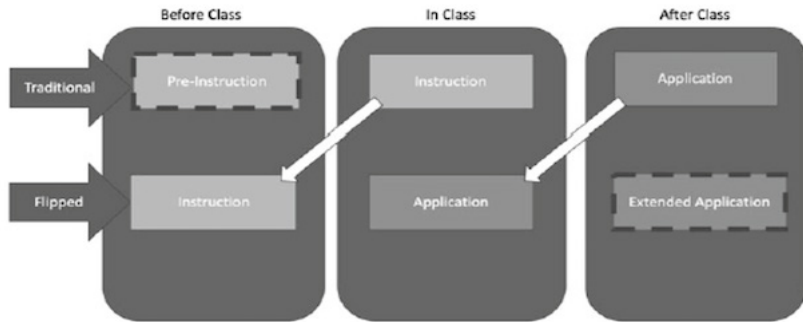 Before Class In Class After Class
Traditional Pre-Instruction Instruction Application
Flipped Instruction Application Extended Application